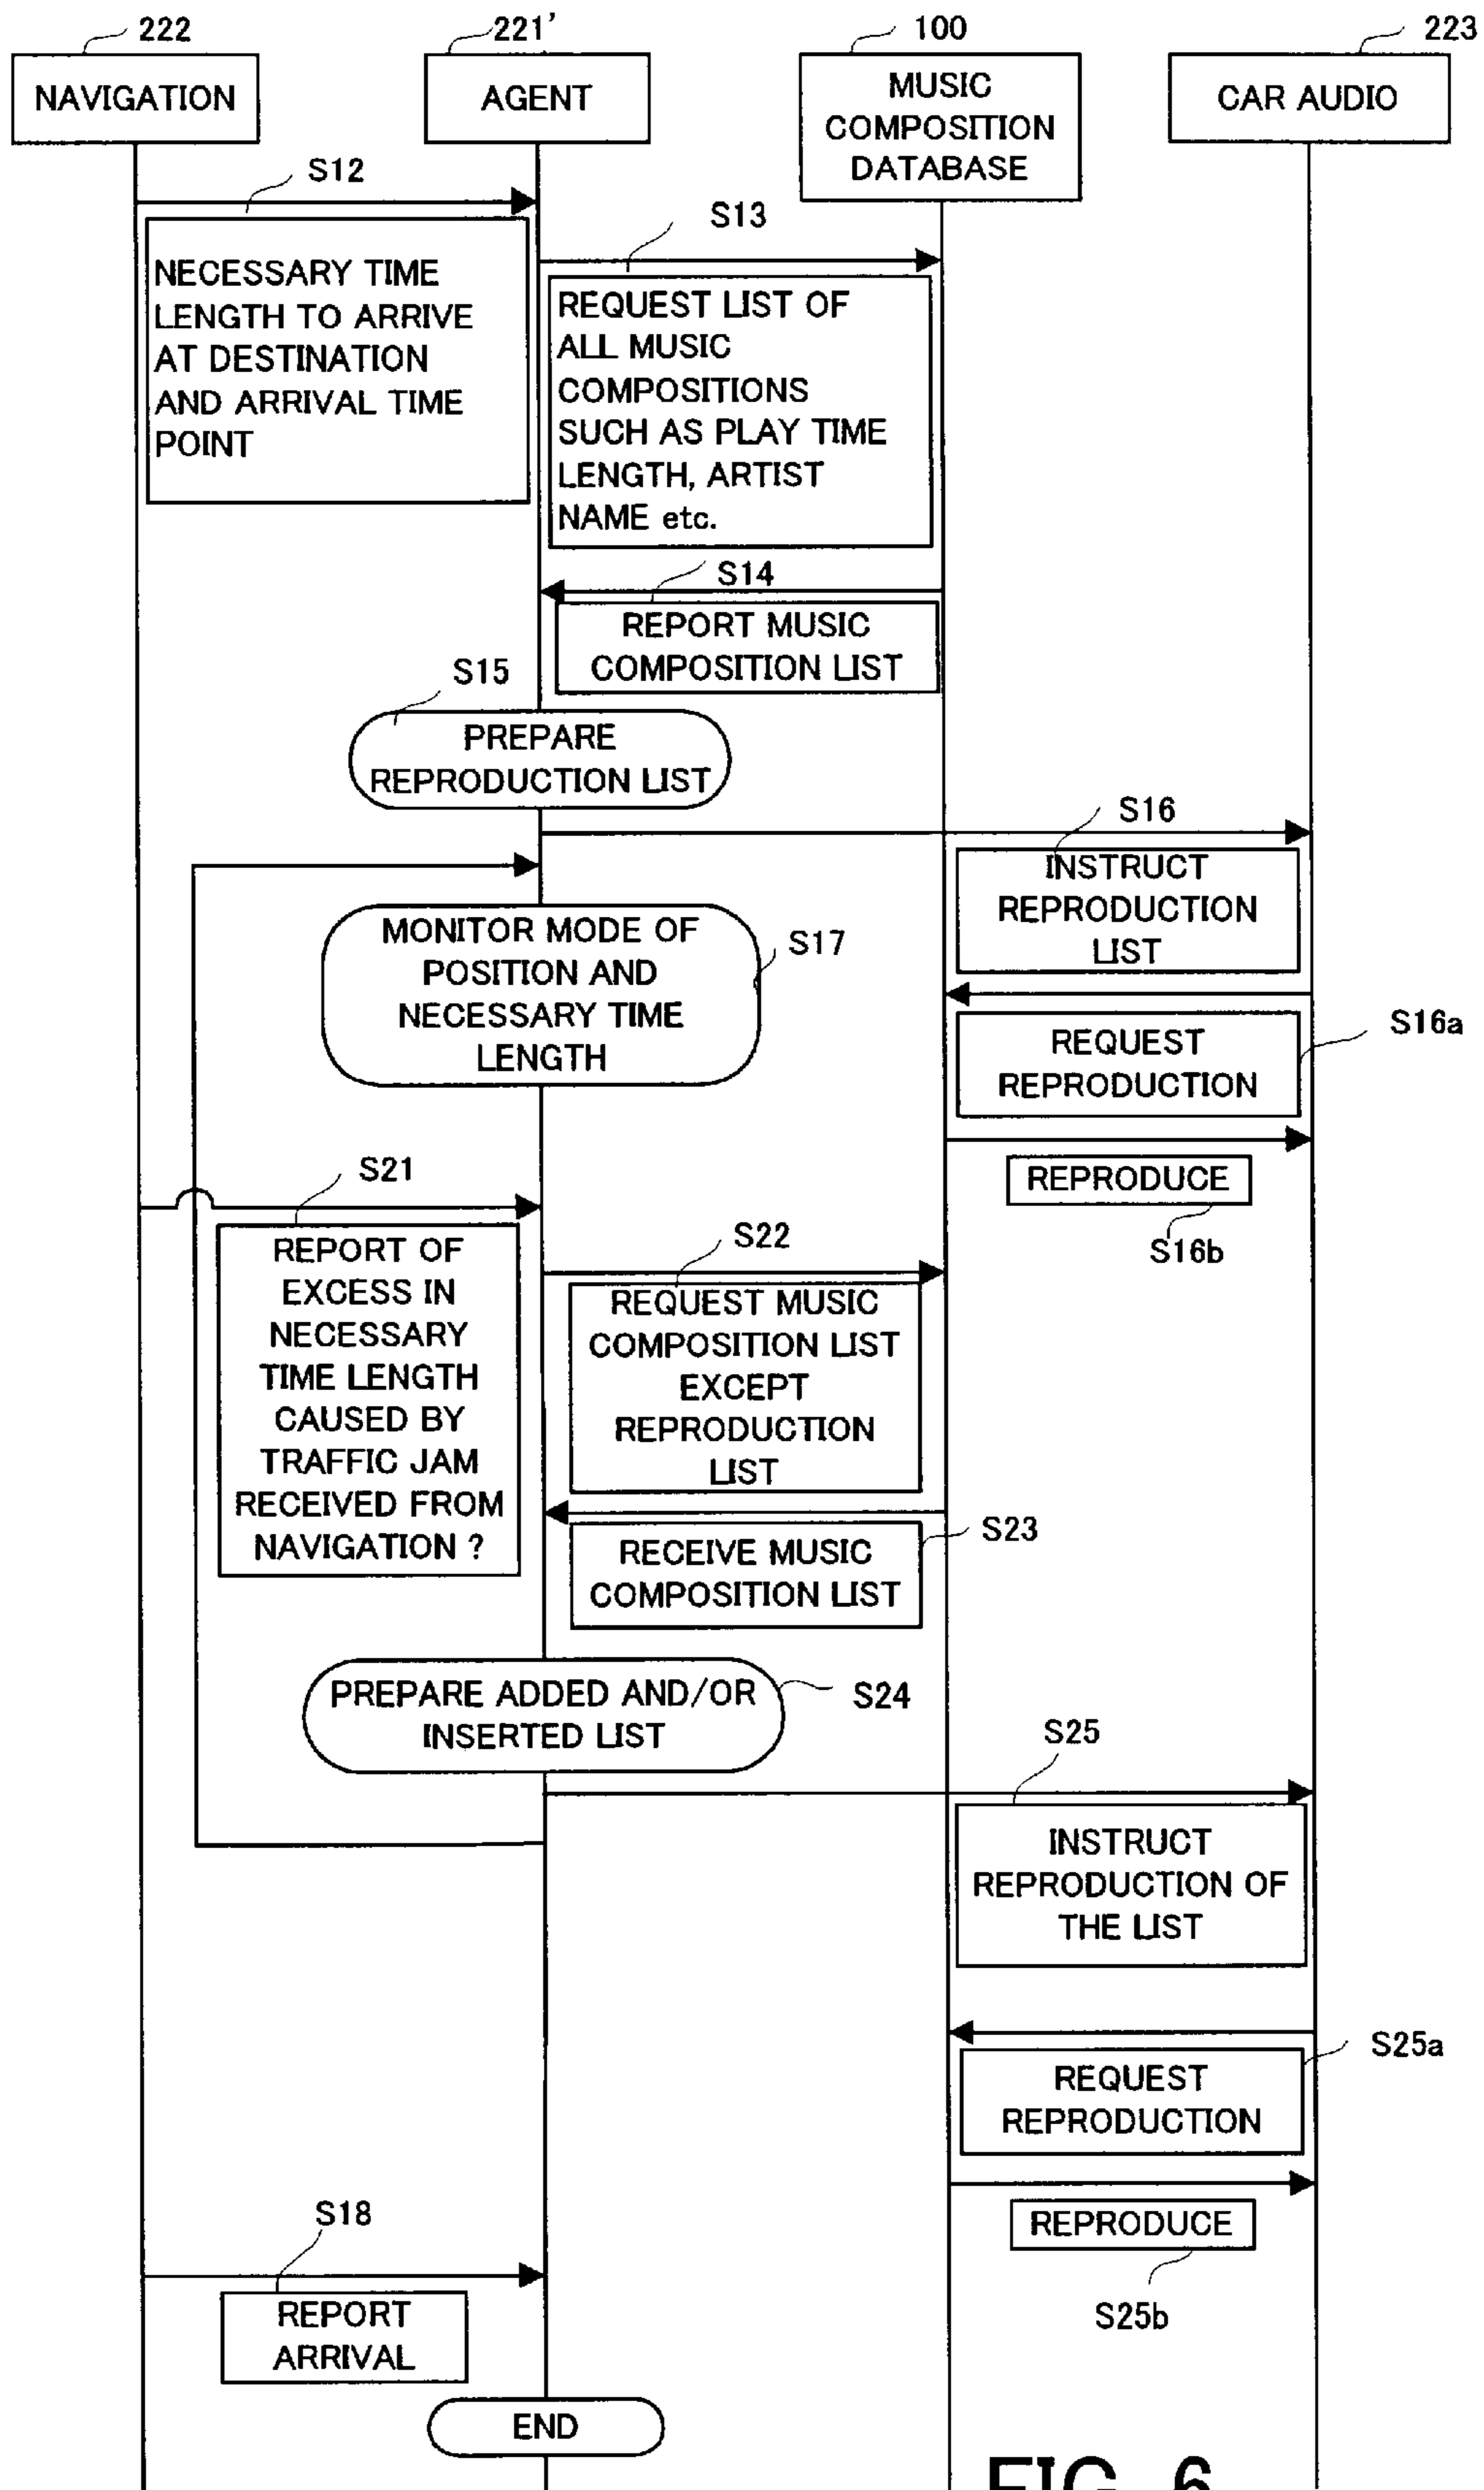 222
221'
100
223
NAVIGATION
AGENT
MUSIC
COMPOSITION
DATABASE
CAR AUDIO
S12
NECESSARY TIME
LENGTH TO ARRIVE
AT DESTINATION
AND ARRIVAL TIME
POINT
S13
REQUEST LIST OF
ALL MUSIC
COMPOSITIONS
SUCH AS PLAY TIME
LENGTH, ARTIST
NAME etc.
S14
REPORT MUSIC
COMPOSITION LIST
S15
PREPARE
REPRODUCTION LIST
S16
INSTRUCT
REPRODUCTION
LIST
MONITOR MODE OF
POSITION AND
NECESSARY TIME
LENGTH
S17
REQUEST
REPRODUCTION
S16a
REPRODUCE
S16b
S21
REPORT OF
EXCESS IN
NECESSARY
TIME LENGTH
CAUSED BY
TRAFFIC JAM
RECEIVED FROM
NAVIGATION ?
S22
REQUEST MUSIC
COMPOSITION LIST
EXCEPT
REPRODUCTION
LIST
S23
RECEIVE MUSIC
COMPOSITION LIST
PREPARE ADDED AND/OR
INSERTED LIST
S24
S25
INSTRUCT
REPRODUCTION OF
THE LIST
S25a
REQUEST
REPRODUCTION
REPRODUCE
S25b
S18
REPORT
ARRIVAL
END
FIG. 6